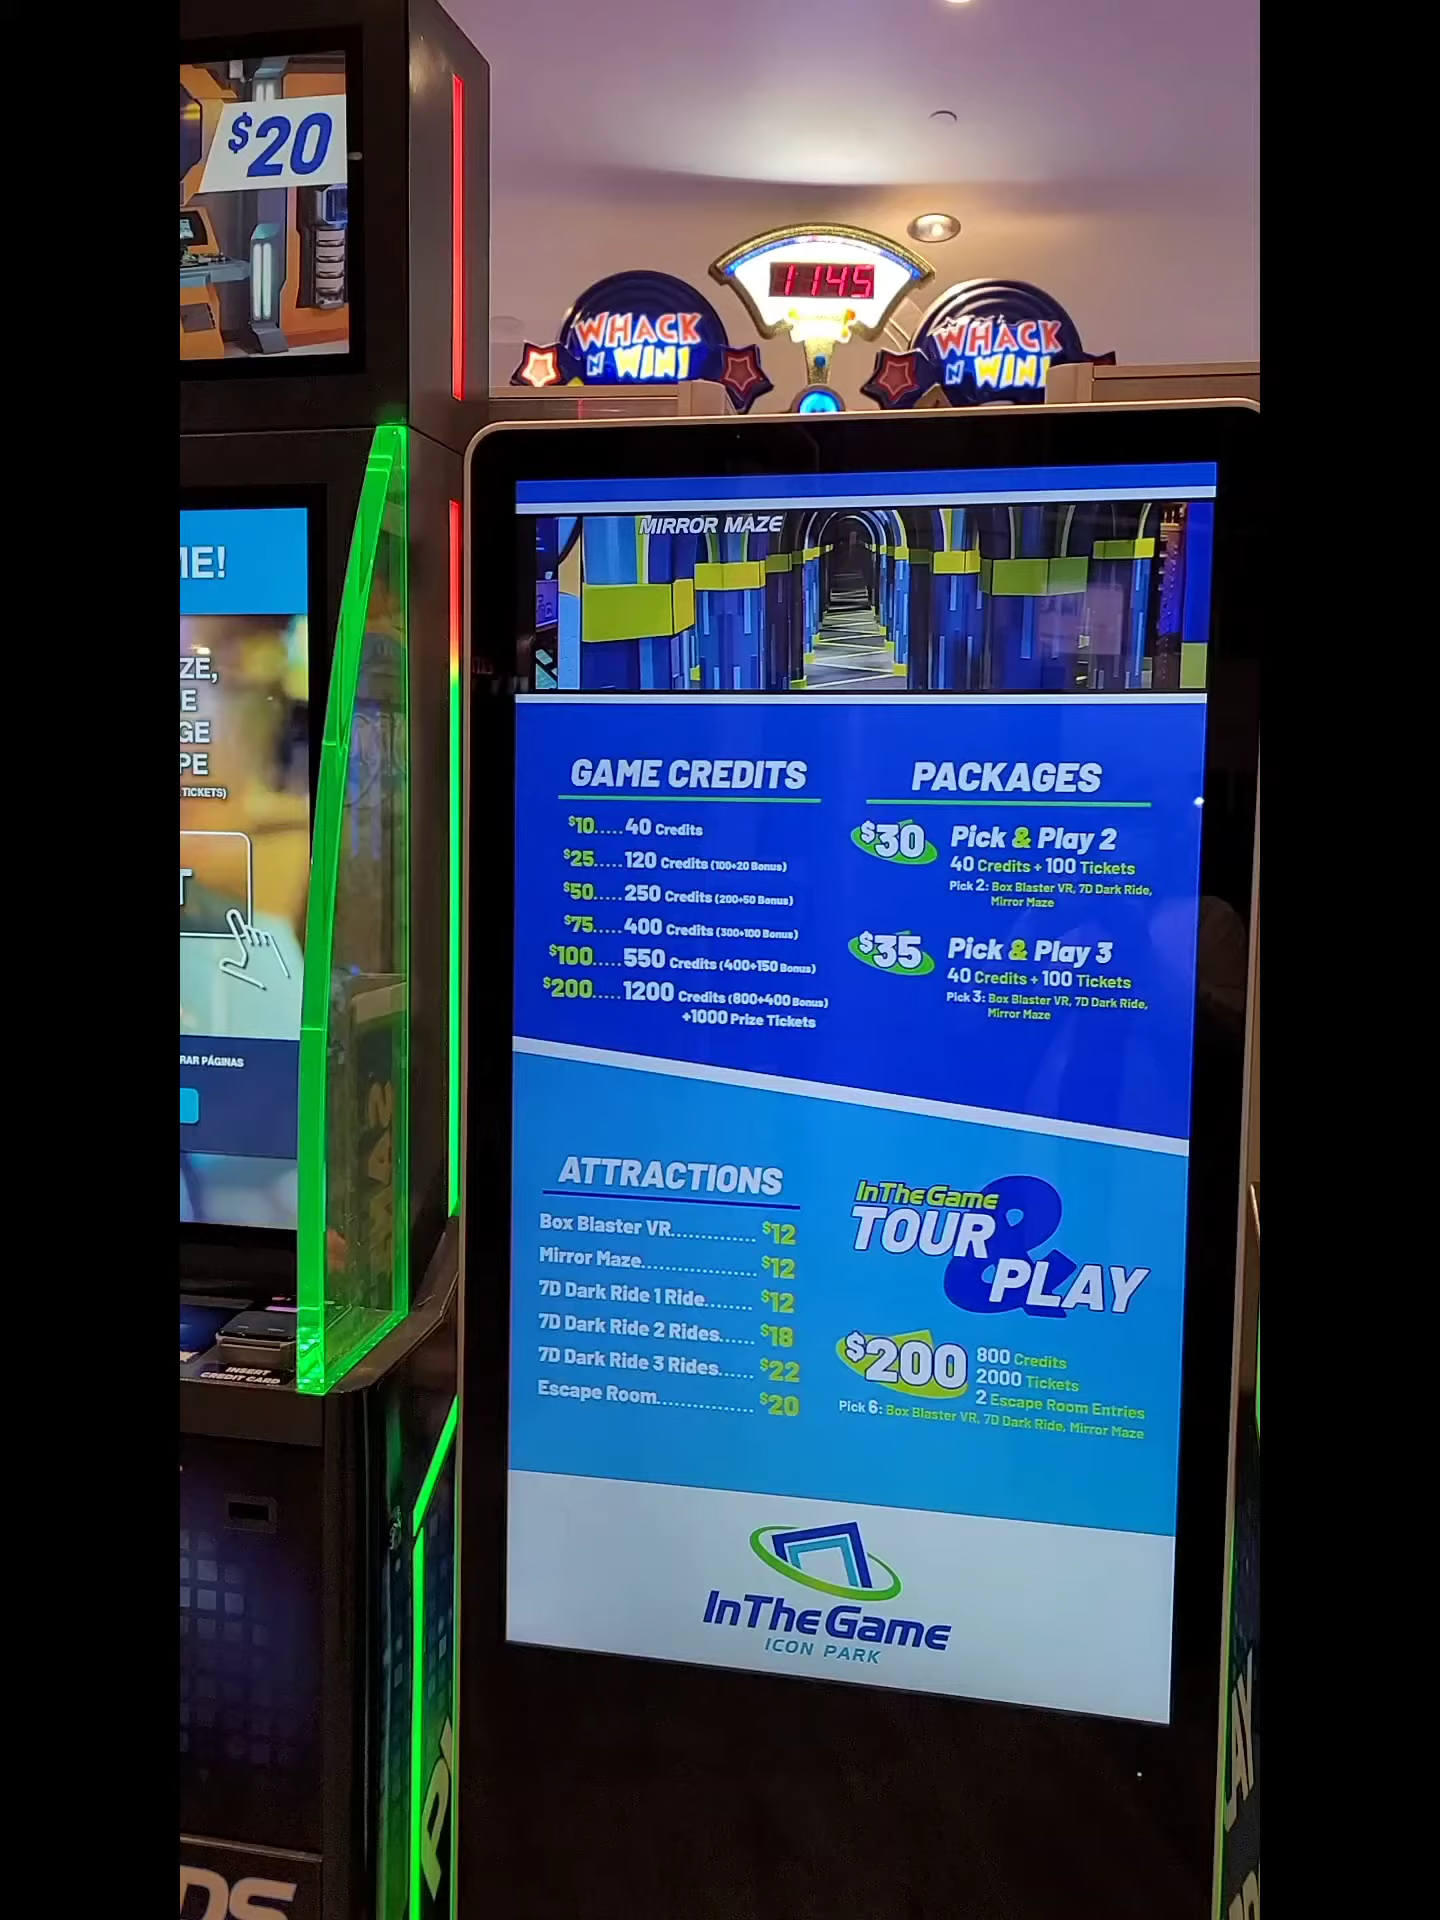 $20
1145
WHACK
N WIN!
WHACK
N WIN!
IE!
ZE,
E
GE
PE
TICKETS)
T
RAR PÁGINAS
INSERT
CREDIT CARD
DS
MIRROR MAZE
GAME CREDITS
$10.....40 Credits
$25.....120 Credits (100+20 Bonus)
$50.....250 Credits (200+50 Bonus)
$75.....400 Credits (300+100 Bonus)
$100.....550 Credits (400+150 Bonus)
$200.....1200 Credits (800+400 Bonus)
+1000 Prize Tickets
PACKAGES
$30 Pick & Play 2
40 Credits + 100 Tickets
Pick 2: Box Blaster VR, 7D Dark Ride,
Mirror Maze
$35 Pick & Play 3
40 Credits + 100 Tickets
Pick 3: Box Blaster VR, 7D Dark Ride,
Mirror Maze
ATTRACTIONS
Box Blaster VR.............. $12
Mirror Maze................... $12
7D Dark Ride 1 Ride........ $12
7D Dark Ride 2 Rides...... $18
7D Dark Ride 3 Rides...... $22
Escape Room................ $20
InTheGame
TOUR &
PLAY
$200
800 Credits
2000 Tickets
2 Escape Room Entries
Pick 6: Box Blaster VR, 7D Dark Ride, Mirror Maze
InTheGame
ICON PARK